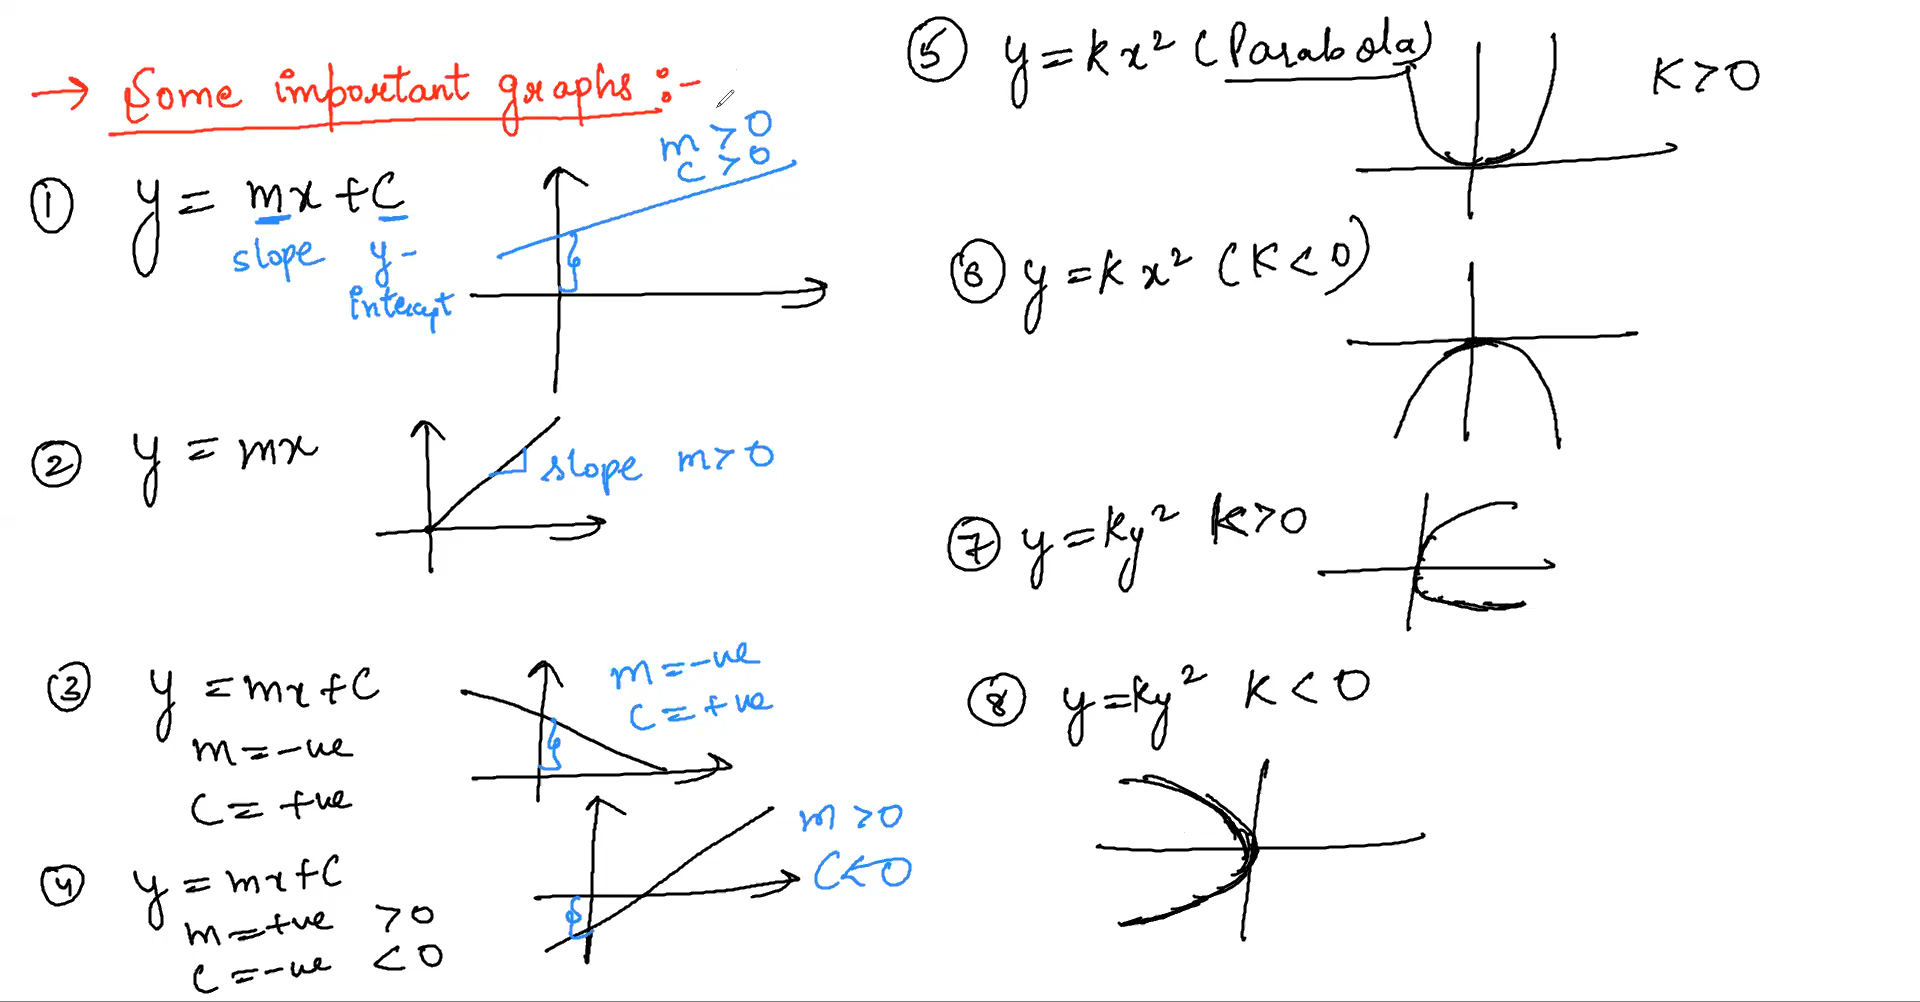 → Some important graphs :-
① y = mx + C
slope y-
intercept
m > 0
C > 0
② y = mx
slope m > 0
③ y = mx + C
m = -ve
C = +ve
m = -ve
C = +ve
④ y = mx + C
m = +ve > 0
C = -ve < 0
m > 0
C < 0
⑤ y = kx² (Parabola)
K > 0
⑥ y = kx² (K < 0)
⑦ y = ky² K > 0
⑧ y = ky² K < 0